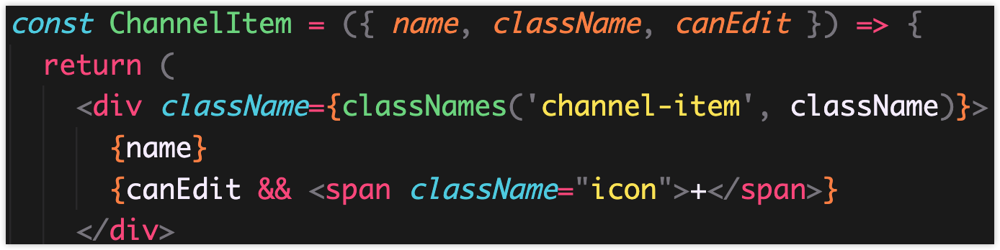 const ChannelItem = ({ name, className, canEdit }) => {
return (
<div className={classNames('channel-item', className)}>
{name}
{canEdit && <span className="icon">+</span>}
</div>